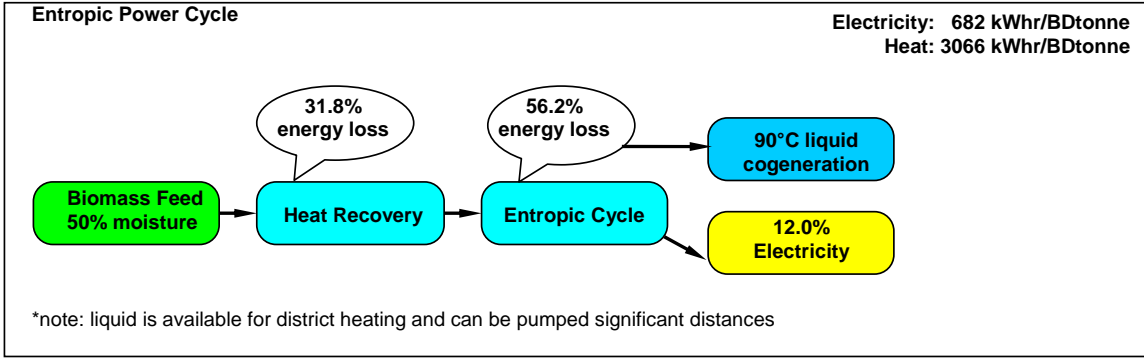 Entropic Power Cycle
Electricity: 682 kWhr/BDtonne
Heat: 3066 kWhr/BDtonne
31.8%
energy loss
56.2%
energy loss
90°C liquid
cogeneration
Biomass Feed
50% moisture
Heat Recovery
Entropic Cycle
12.0%
Electricity
*note: liquid is available for district heating and can be pumped significant distances